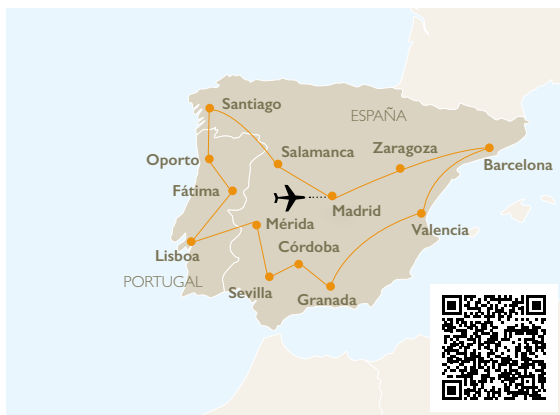 Santiago
ESPAÑA
Salamanca
Zaragoza
Oporto
Barcelona
Fátima
Madrid
Mérida
Valencia
Córdoba
Lisboa
PORTUGAL
Sevilla
Granada